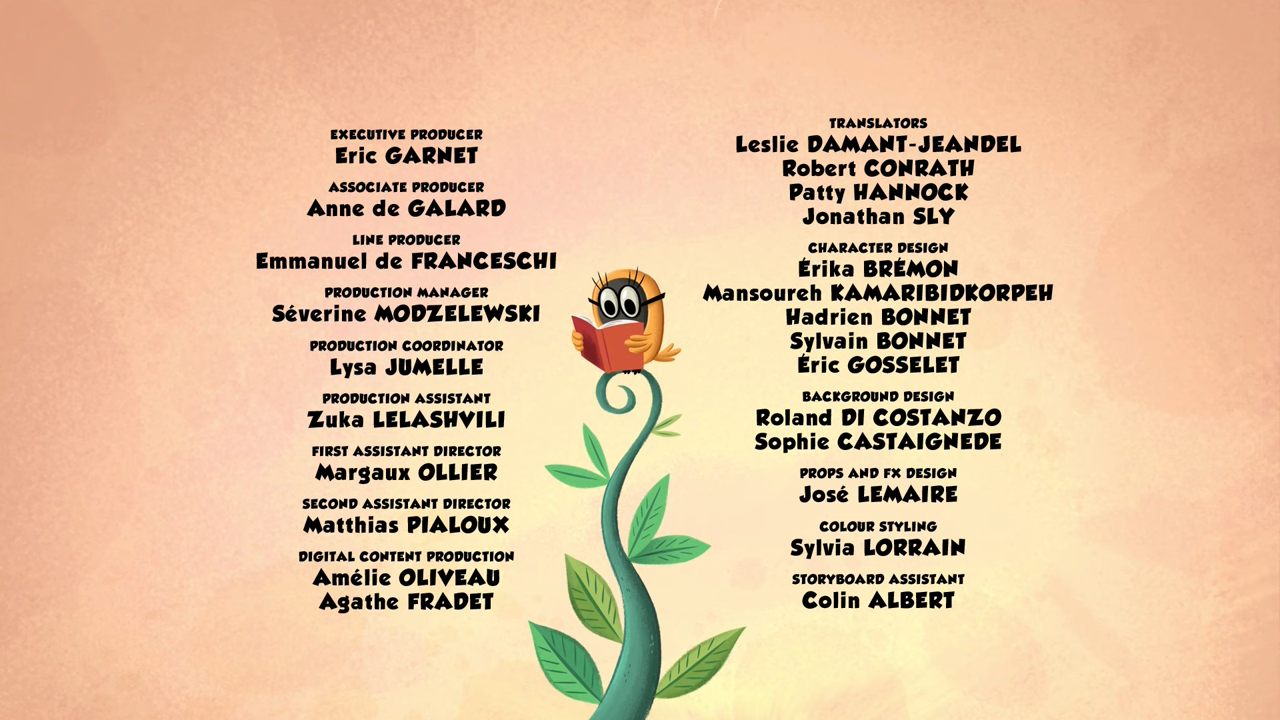 EXECUTIVE PRODUCER
Eric GARNET
ASSOCIATE PRODUCER
Anne de GALARD
LINE PRODUCER
Emmanuel de FRANCESCHI
PRODUCTION MANAGER
Séverine MODZELEWSKI
PRODUCTION COORDINATOR
Lysa JUMELLE
PRODUCTION ASSISTANT
Zuka LELASHVILI
FIRST ASSISTANT DIRECTOR
Margaux OLLIER
SECOND ASSISTANT DIRECTOR
Matthias PIALOUX
DIGITAL CONTENT PRODUCTION
Amélie OLIVEAU
Agathe FRADET
TRANSLATORS
Leslie DAMANT-JEANDEL
Robert CONRATH
Patty HANNOCK
Jonathan SLY
CHARACTER DESIGN
Érika BRÉMON
Mansoureh KAMARIBIDKORPEH
Hadrien BONNET
Sylvain BONNET
Éric GOSSELET
BACKGROUND DESIGN
Roland DI COSTANZO
Sophie CASTAIGNEDE
PROPS AND FX DESIGN
José LEMAIRE
COLOUR STYLING
Sylvia LORRAIN
STORYBOARD ASSISTANT
Colin ALBERT